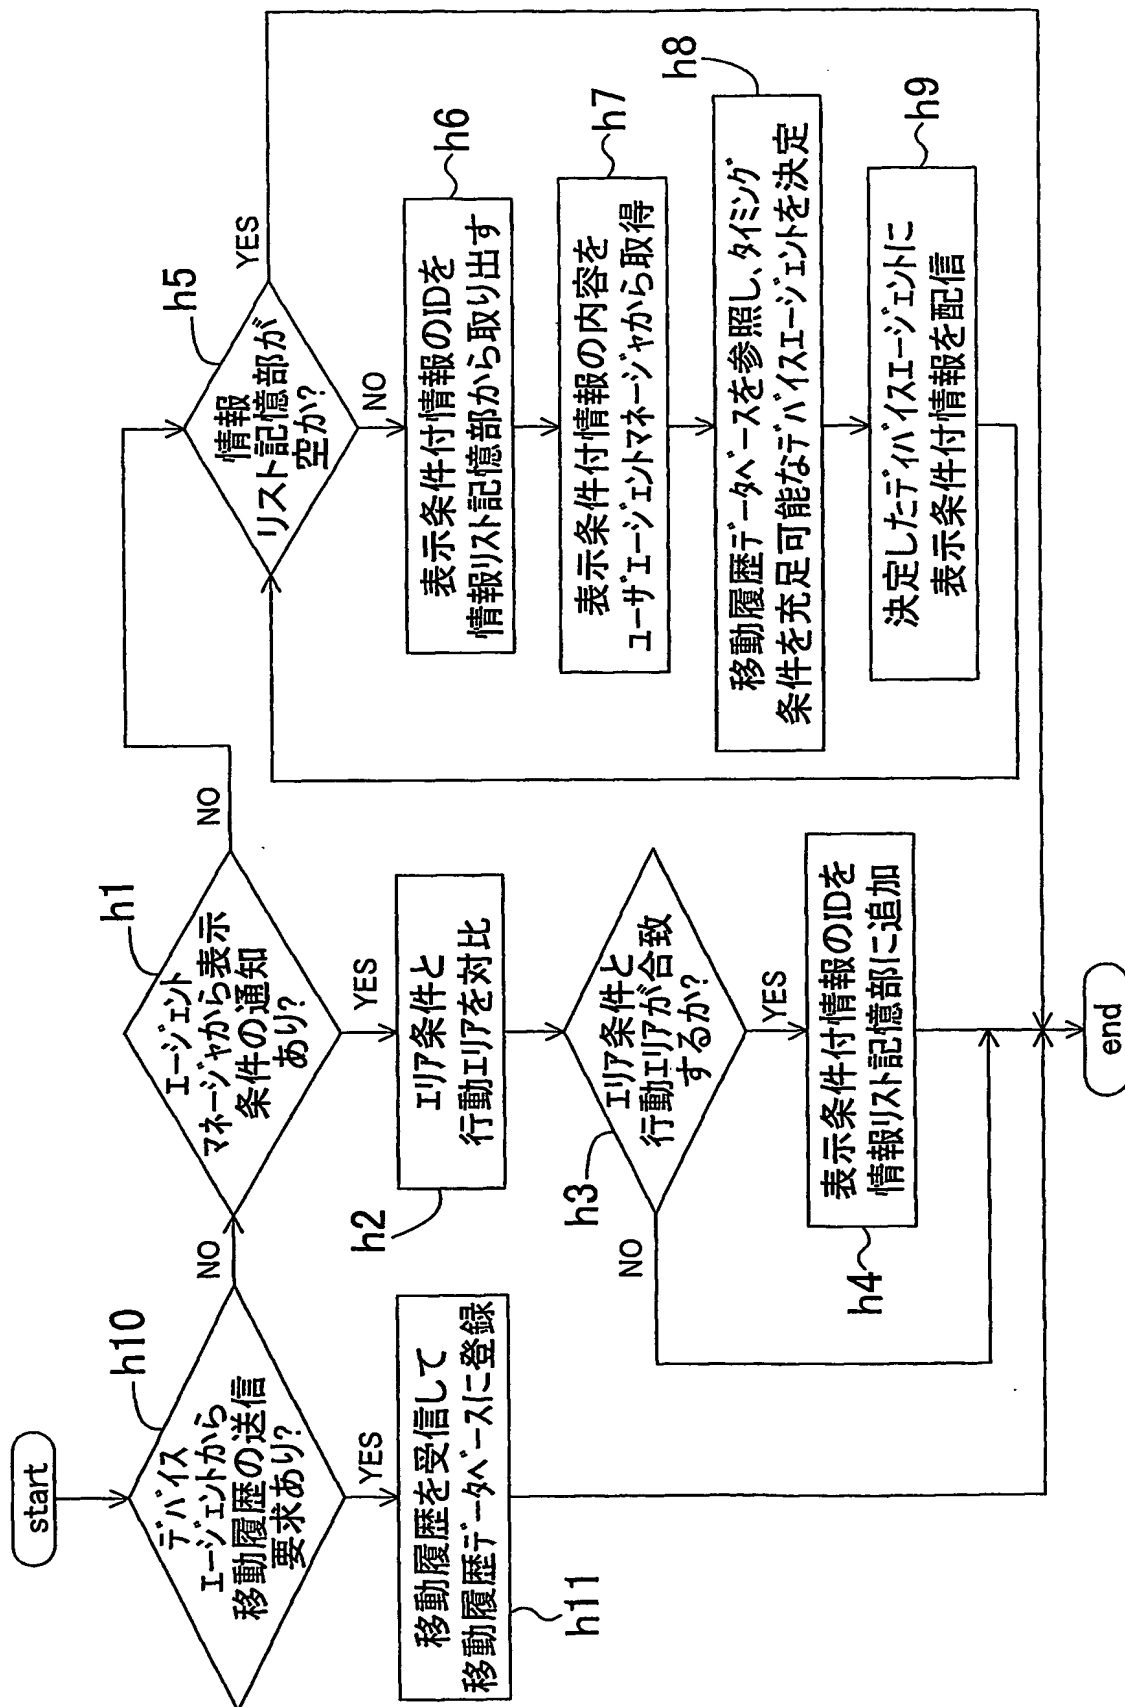 start
デバイス
エージェントから
移動履歴の送信
要求あり?
h10
NO
YES
移動履歴を受信して
移動履歴データベースに登録
h11
エージェント
マネージャから表示
条件の通知
あり?
h1
NO
YES
エリア条件と
行動エリアを対比
h2
エリア条件と
行動エリアが合致
するか?
h3
NO
YES
表示条件付情報のIDを
情報リスト記憶部に追加
h4
情報
リスト記憶部が
空か?
h5
YES
NO
表示条件付情報のIDを
情報リスト記憶部から取り出す
h6
表示条件付情報の内容を
ユーザエージェントマネージャから取得
h7
移動履歴データベースを参照し、タイミング
条件を充足可能なデバイスエージェントを決定
h8
決定したディバイスエージェントに
表示条件付情報を配信
h9
end